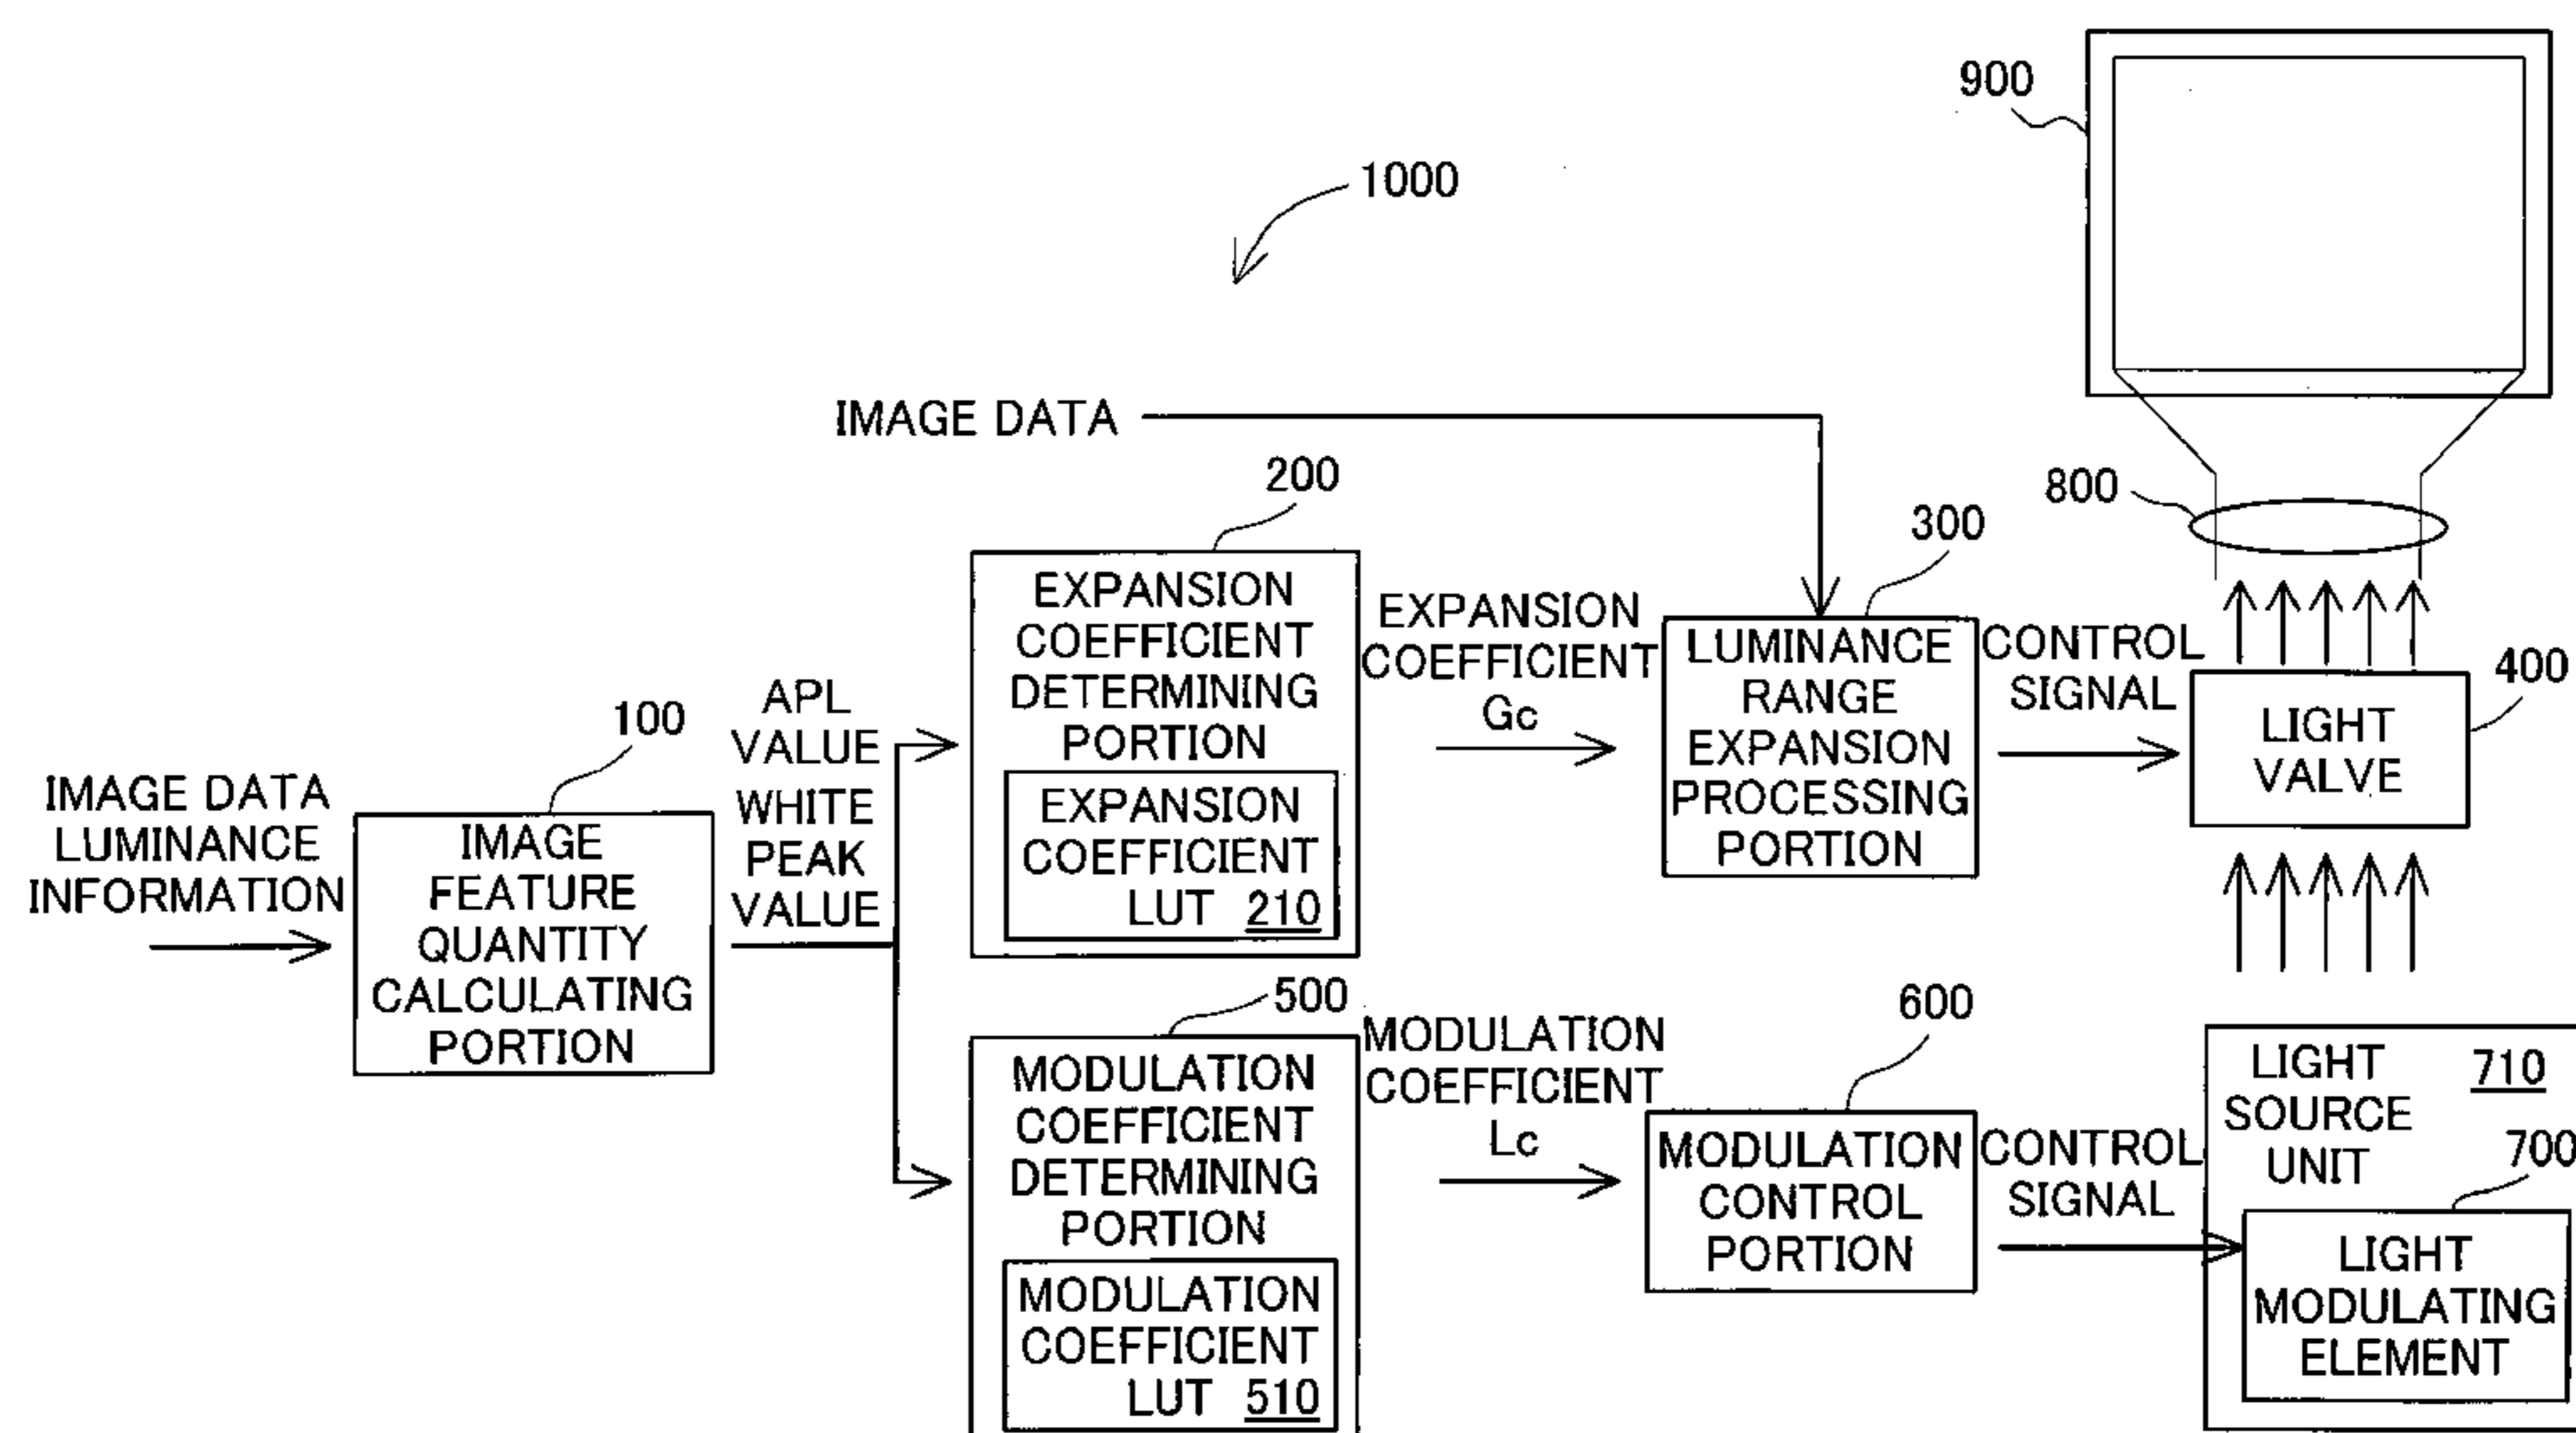 900
1000
IMAGE DATA
200
800
300
EXPANSION
COEFFICIENT
DETERMINING
PORTION
EXPANSION
COEFFICIENT
LUT 210
EXPANSION
COEFFICIENT
Gc
LUMINANCE
RANGE
EXPANSION
PROCESSING
PORTION
CONTROL
SIGNAL
400
LIGHT
VALVE
100
APL
VALUE
WHITE
PEAK
VALUE
IMAGE DATA
LUMINANCE
INFORMATION
IMAGE
FEATURE
QUANTITY
CALCULATING
PORTION
500
MODULATION
COEFFICIENT
DETERMINING
PORTION
MODULATION
COEFFICIENT
LUT 510
MODULATION
COEFFICIENT
Lc
600
MODULATION
CONTROL
PORTION
CONTROL
SIGNAL
LIGHT 710
SOURCE
UNIT
700
LIGHT
MODULATING
ELEMENT